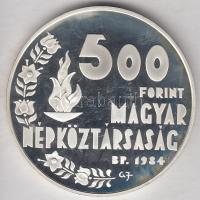 500
FORINT
MAGYAR
NÉPKÖZTÁRSASÁG
BP. 1984